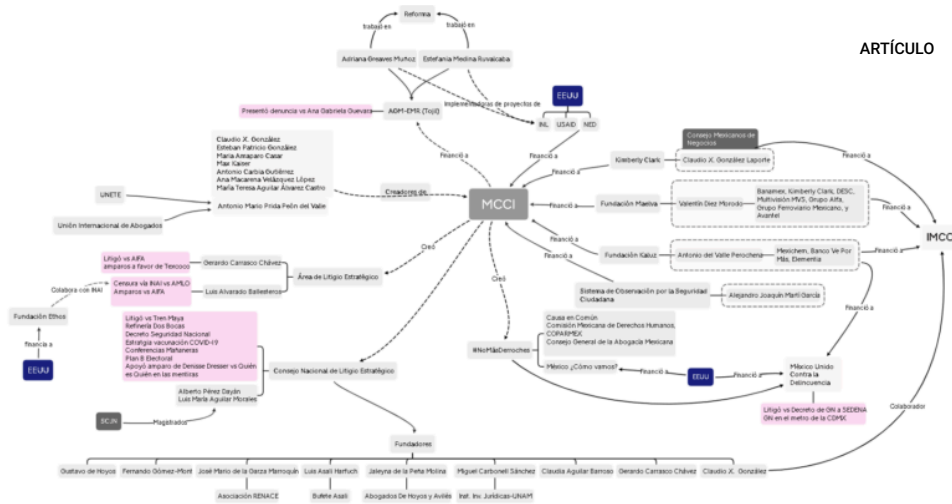 Reforma
trabajó en
trabajó en
ARTÍCULO
Adriana Greaves Muñoz
Estefanía Medina Ruvalcaba
EEUU
Presentó denuncia vs Ana Gabriela Guevara
AGM-EMR (Tojil)
Implementadoras de proyectos de
INL
USAID
NED
Consejo Mexicanos de
Negocios
Claudio X. González
Esteban Patricio González
María Amparo Casar
Max Kaiser
Antonio Carbia Gutiérrez
Ana Macarena Velázquez López
María Teresa Aguilar Álvarez Castro
Antonio Mario Prida Peón del Valle
Financió a
Financió a
Financió a
Kimberly Clark
Claudio X. González Laporte
Financió a
UNETE
Creadores de
MCCI
Financió a
Fundación Maelva
Valentín Diez Morodo
Banamex, Kimberly Clark, DESC,
Multivisión MVS, Grupo Alfa,
Grupo Ferroviario Mexicano, y
Avantel
Unión Internacional de Abogados
IMCO
Financió a
Fundación Kaluz
Antonio del Valle Perochena
Mexichem, Banco Ve Por
Más, Elementia
Financió a
Litigó vs AIFA
amparos a favor de Texcoco
Gerardo Carrasco Chávez
Creó
Área de Litigio Estratégico
Creó
Financió a
Colabora con INAI
Censura vía INAI vs AMLO
Amparos vs AIFA
Luis Alvarado Ballesteros
Sistema de Observación por la Seguridad
Ciudadana
Alejandro Joaquín Martí García
Fundación Ethos
financia a
EEUU
Litigó vs Tren Maya
Refinería Dos Bocas
Decreto Seguridad Nacional
Estratgia vacunación COVID-19
Conferencias Mañaneras
Plan B Electoral
Apoyó amparo de Denisse Dresser vs Quién
es Quién en las mentiras
Consejo Nacional de Litigio Estratégico
#NoMásDerroches
Causa en Común
Comisión Mexicana de Derechos Humanos,
COPARMEX
Consejo General de la Abogacía Mexicana
México ¿Cómo vamos?
Financió a
EEUU
Financió a
Financió a
México Unido
Contra la
Delincuencia
Alberto Pérez Dayán
Luis María Aguilar Morales
SCJN
Magistrados
Litigó vs Decreto de GN a SEDENA
GN en el metro de la CDMX
Colaborador
Fundadores
Gustavo de Hoyos
Fernando Gómez-Mont
José Mario de la Garza Marroquín
Luis Asali Harfuch
Jaleyna de la Peña Molina
Miguel Carbonell Sánchez
Claudia Aguilar Barroso
Gerardo Carrasco Chávez
Claudio X. González
Asociación RENACE
Bufete Asali
Abogados De Hoyos y Avilés
Inst. Inv. Jurídicas-UNAM